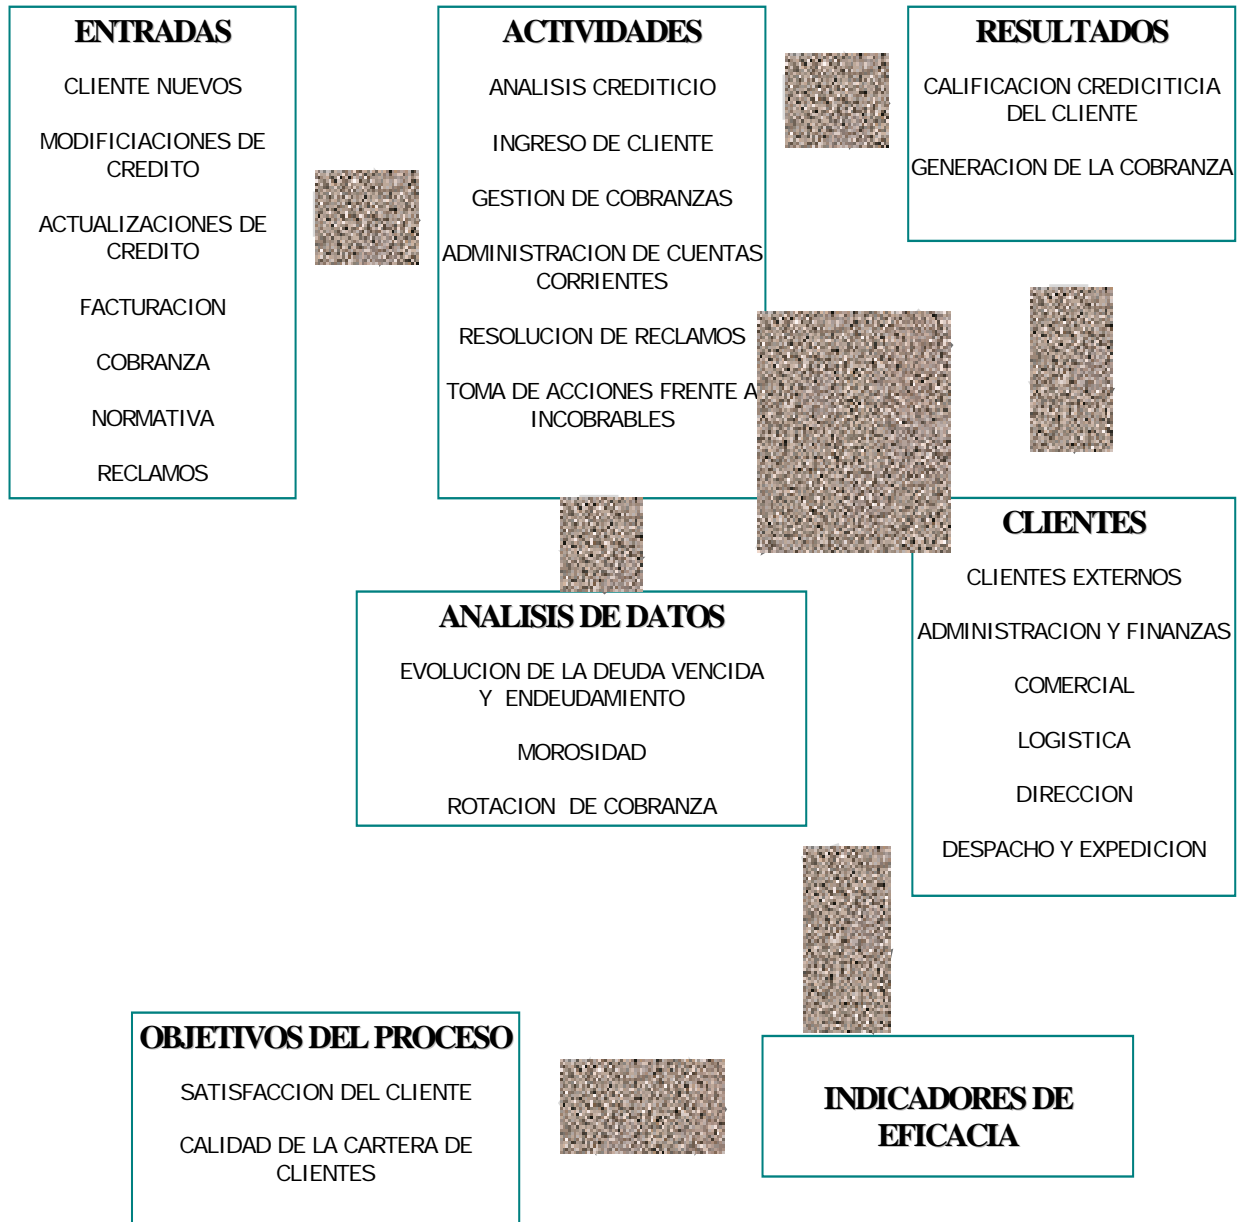 ENTRADAS
CLIENTE NUEVOS
MODIFICIACIONES DE
CREDITO
ACTUALIZACIONES DE
CREDITO
FACTURACION
COBRANZA
NORMATIVA
RECLAMOS
ACTIVIDADES
ANALISIS CREDITICIO
INGRESO DE CLIENTE
GESTION DE COBRANZAS
ADMINISTRACION DE CUENTAS
CORRIENTES
RESOLUCION DE RECLAMOS
TOMA DE ACCIONES FRENTE A
INCOBRABLES
RESULTADOS
CALIFICACION CREDICITICIA
DEL CLIENTE
GENERACION DE LA COBRANZA
CLIENTES
CLIENTES EXTERNOS
ADMINISTRACION Y FINANZAS
COMERCIAL
LOGISTICA
DIRECCION
DESPACHO Y EXPEDICION
ANALISIS DE DATOS
EVOLUCION DE LA DEUDA VENCIDA
Y ENDEUDAMIENTO
MOROSIDAD
ROTACION DE COBRANZA
OBJETIVOS DEL PROCESO
SATISFACCION DEL CLIENTE
CALIDAD DE LA CARTERA DE
CLIENTES
INDICADORES DE
EFICACIA